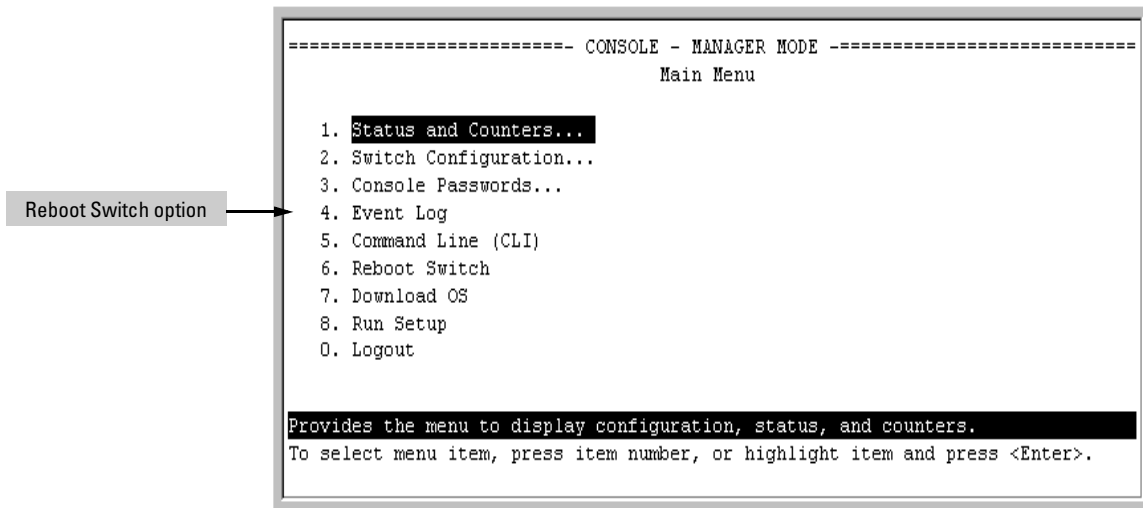 ===========================- CONSOLE - MANAGER MODE -============================
Main Menu
1. Status and Counters...
2. Switch Configuration...
3. Console Passwords...
Reboot Switch option
4. Event Log
5. Command Line (CLI)
6. Reboot Switch
7. Download OS
8. Run Setup
0. Logout
Provides the menu to display configuration, status, and counters.
To select menu item, press item number, or highlight item and press <Enter>.